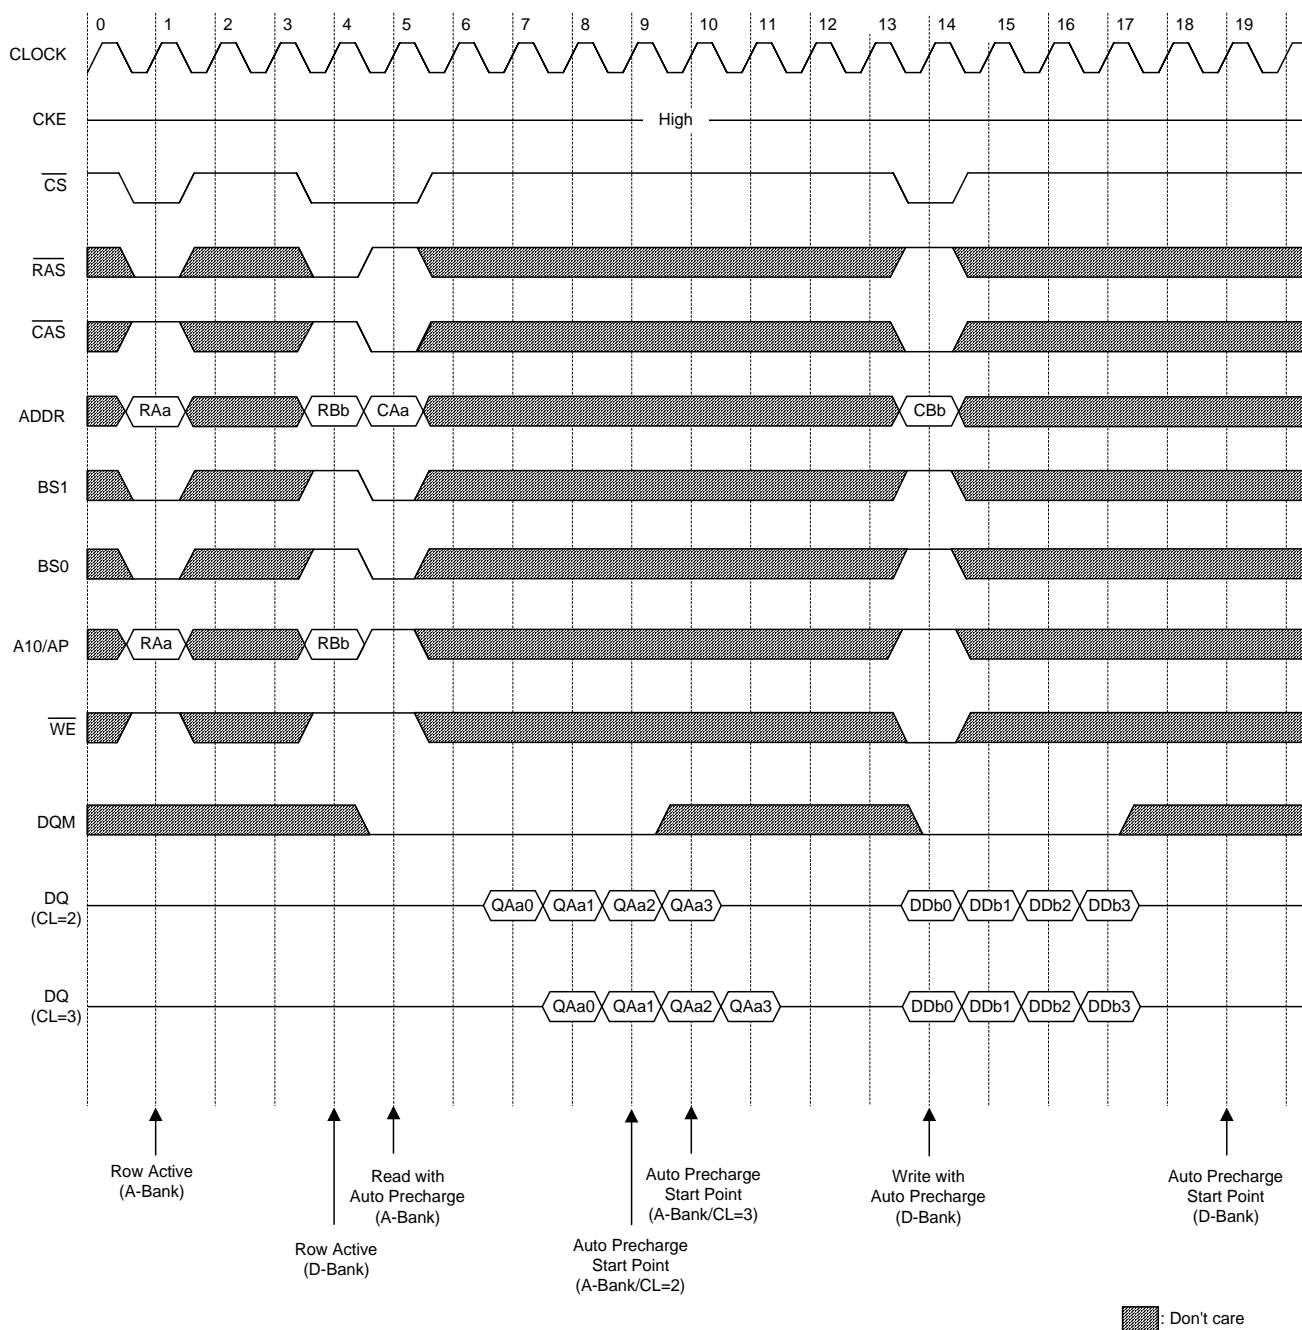 0 1 2 3 4 5 6 7 8 9 10 11 12 13 14 15 16 17 18 19
CLOCK
CKE High
CS
RAS
CAS
ADDR RAa RBb CAa CBb
BS1
BS0
A10/AP RAa RBb
WE
DQM
DQ
(CL=2)
QAa0 QAa1 QAa2 QAa3 DDb0 DDb1 DDb2 DDb3
DQ
(CL=3)
QAa0 QAa1 QAa2 QAa3 DDb0 DDb1 DDb2 DDb3
Row Active
(A-Bank)
Row Active
(D-Bank)
Read with
Auto Precharge
(A-Bank)
Auto Precharge
Start Point
(A-Bank/CL=2)
Auto Precharge
Start Point
(A-Bank/CL=3)
Write with
Auto Precharge
(D-Bank)
Auto Precharge
Start Point
(D-Bank)
: Don't care